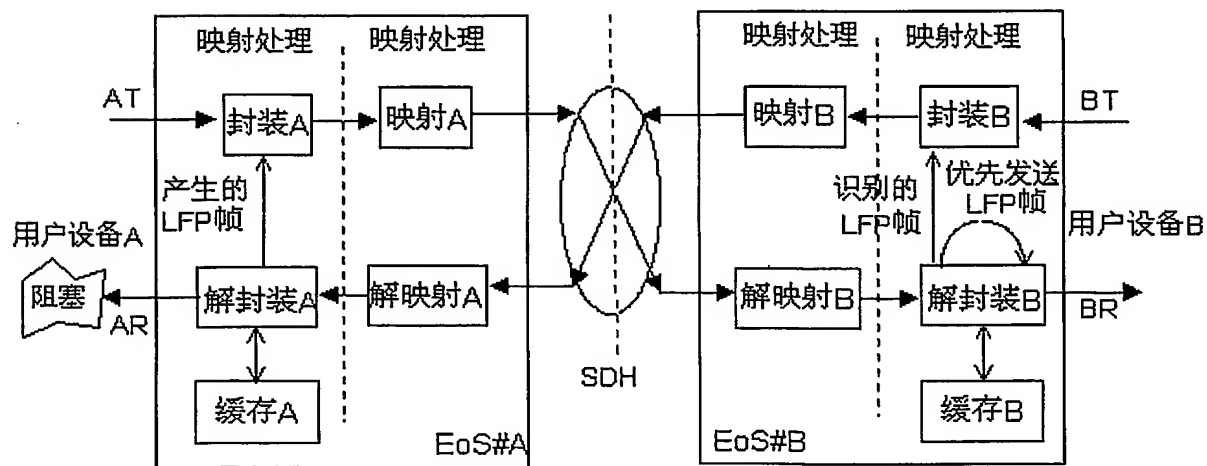 映射处理
映射处理
映射处理
映射处理
AT
封装A
映射A
映射B
封装B
BT
产生的
LFP帧
识别的
LFP帧
优先发送
LFP帧
用户设备A
用户设备B
阻塞
AR
解封装A
解映射A
解映射B
解封装B
BR
SDH
缓存A
EoS#A
EoS#B
缓存B